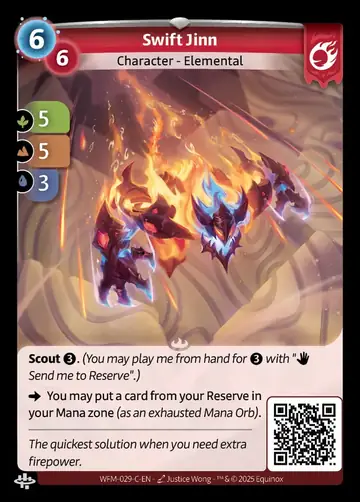 6
Swift Jinn
6
Character - Elemental
5
5
3
Scout ❸. (You may play me from hand for ❸ with "
Send me to Reserve".)
➔ You may put a card from your Reserve in
your Mana zone (as an exhausted Mana Orb).
The quickest solution when you need extra
firepower.
WFM-029-C-EN - Justice Wong - ™ & © 2025 Equinox